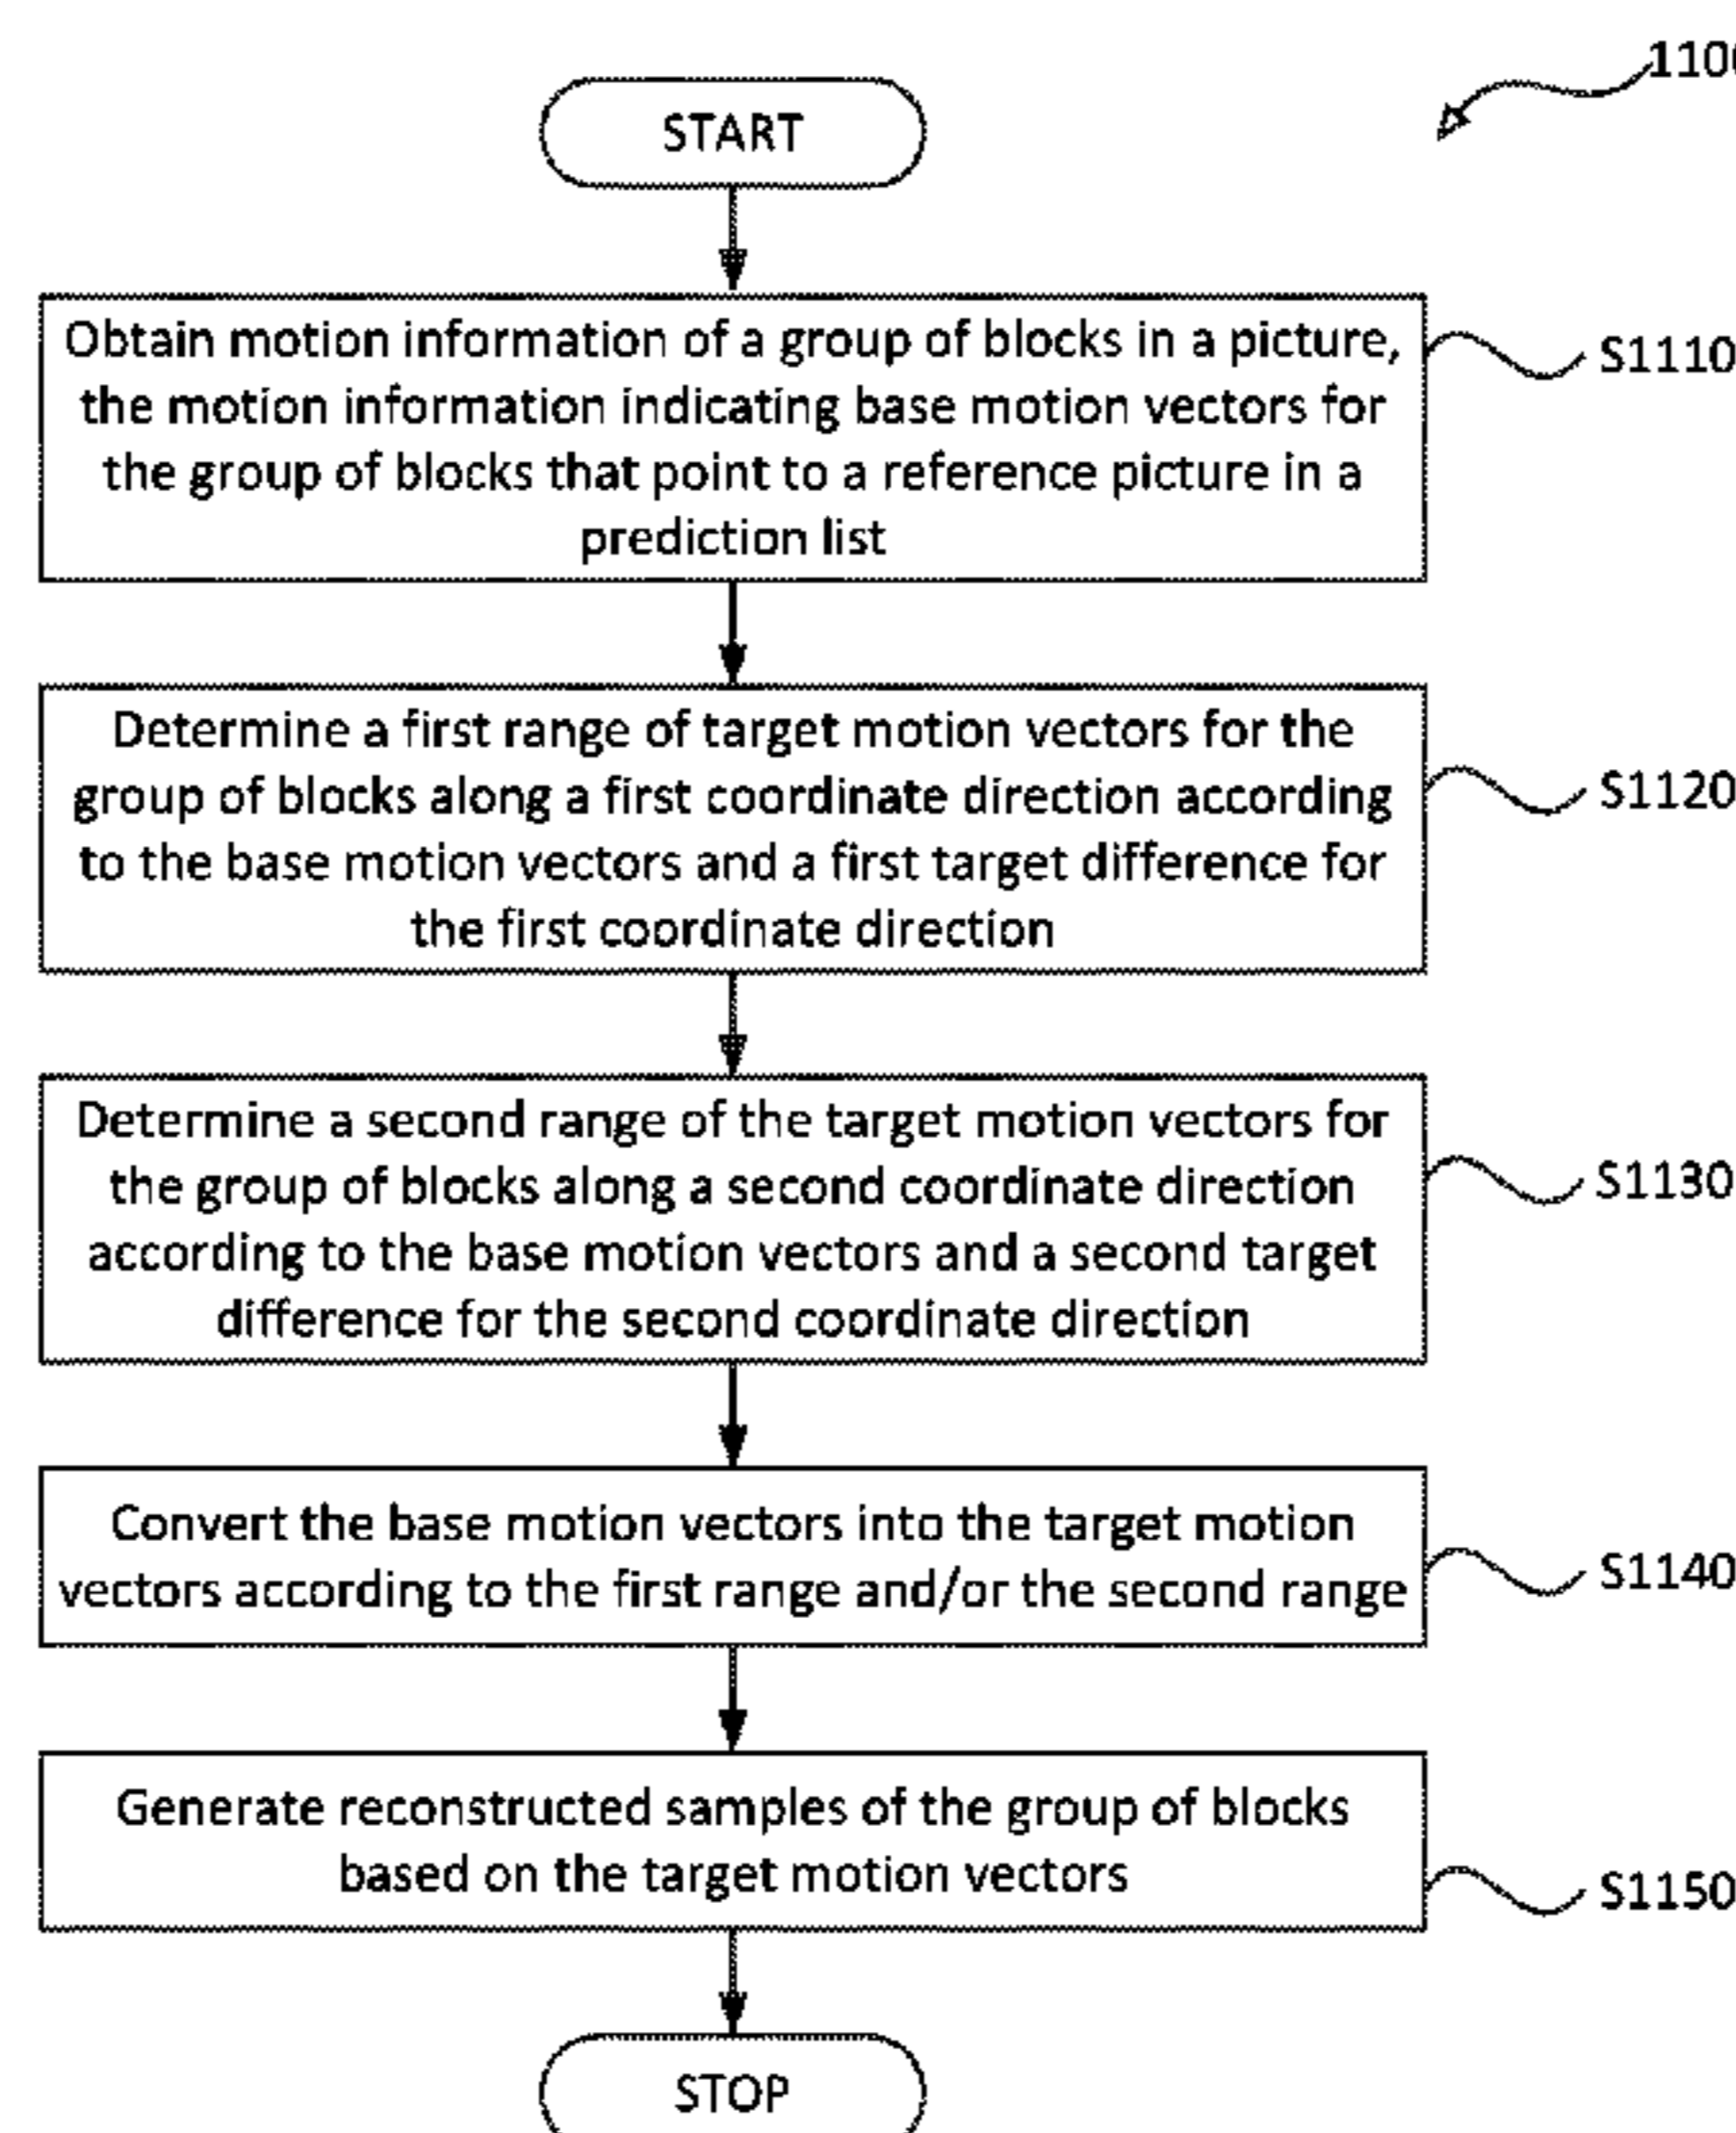 1100
START
Obtain motion information of a group of blocks in a picture,
the motion information indicating base motion vectors for
the group of blocks that point to a reference picture in a
prediction list
S1110
Determine a first range of target motion vectors for the
group of blocks along a first coordinate direction according
to the base motion vectors and a first target difference for
the first coordinate direction
S1120
Determine a second range of the target motion vectors for
the group of blocks along a second coordinate direction
according to the base motion vectors and a second target
difference for the second coordinate direction
S1130
Convert the base motion vectors into the target motion
vectors according to the first range and/or the second range
S1140
Generate reconstructed samples of the group of blocks
based on the target motion vectors
S1150
STOP